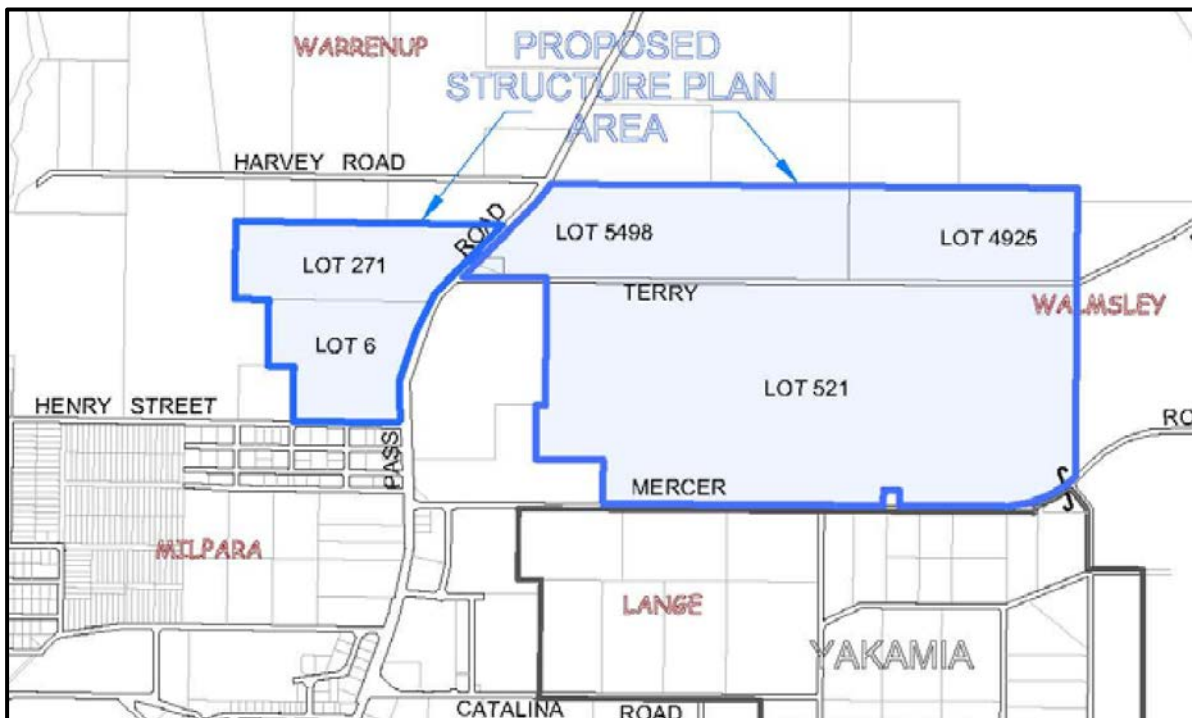 WARRENUP
PROPOSED
STRUCTURE PLAN
AREA
HARVEY ROAD
ROAD
LOT 5498
LOT 4925
LOT 271
TERRY
WALMSLEY
LOT 6
LOT 521
HENRY STREET
RO
PASS
MERCER
MILPARA
LANGE
YAKAMIA
CATALINA ROAD